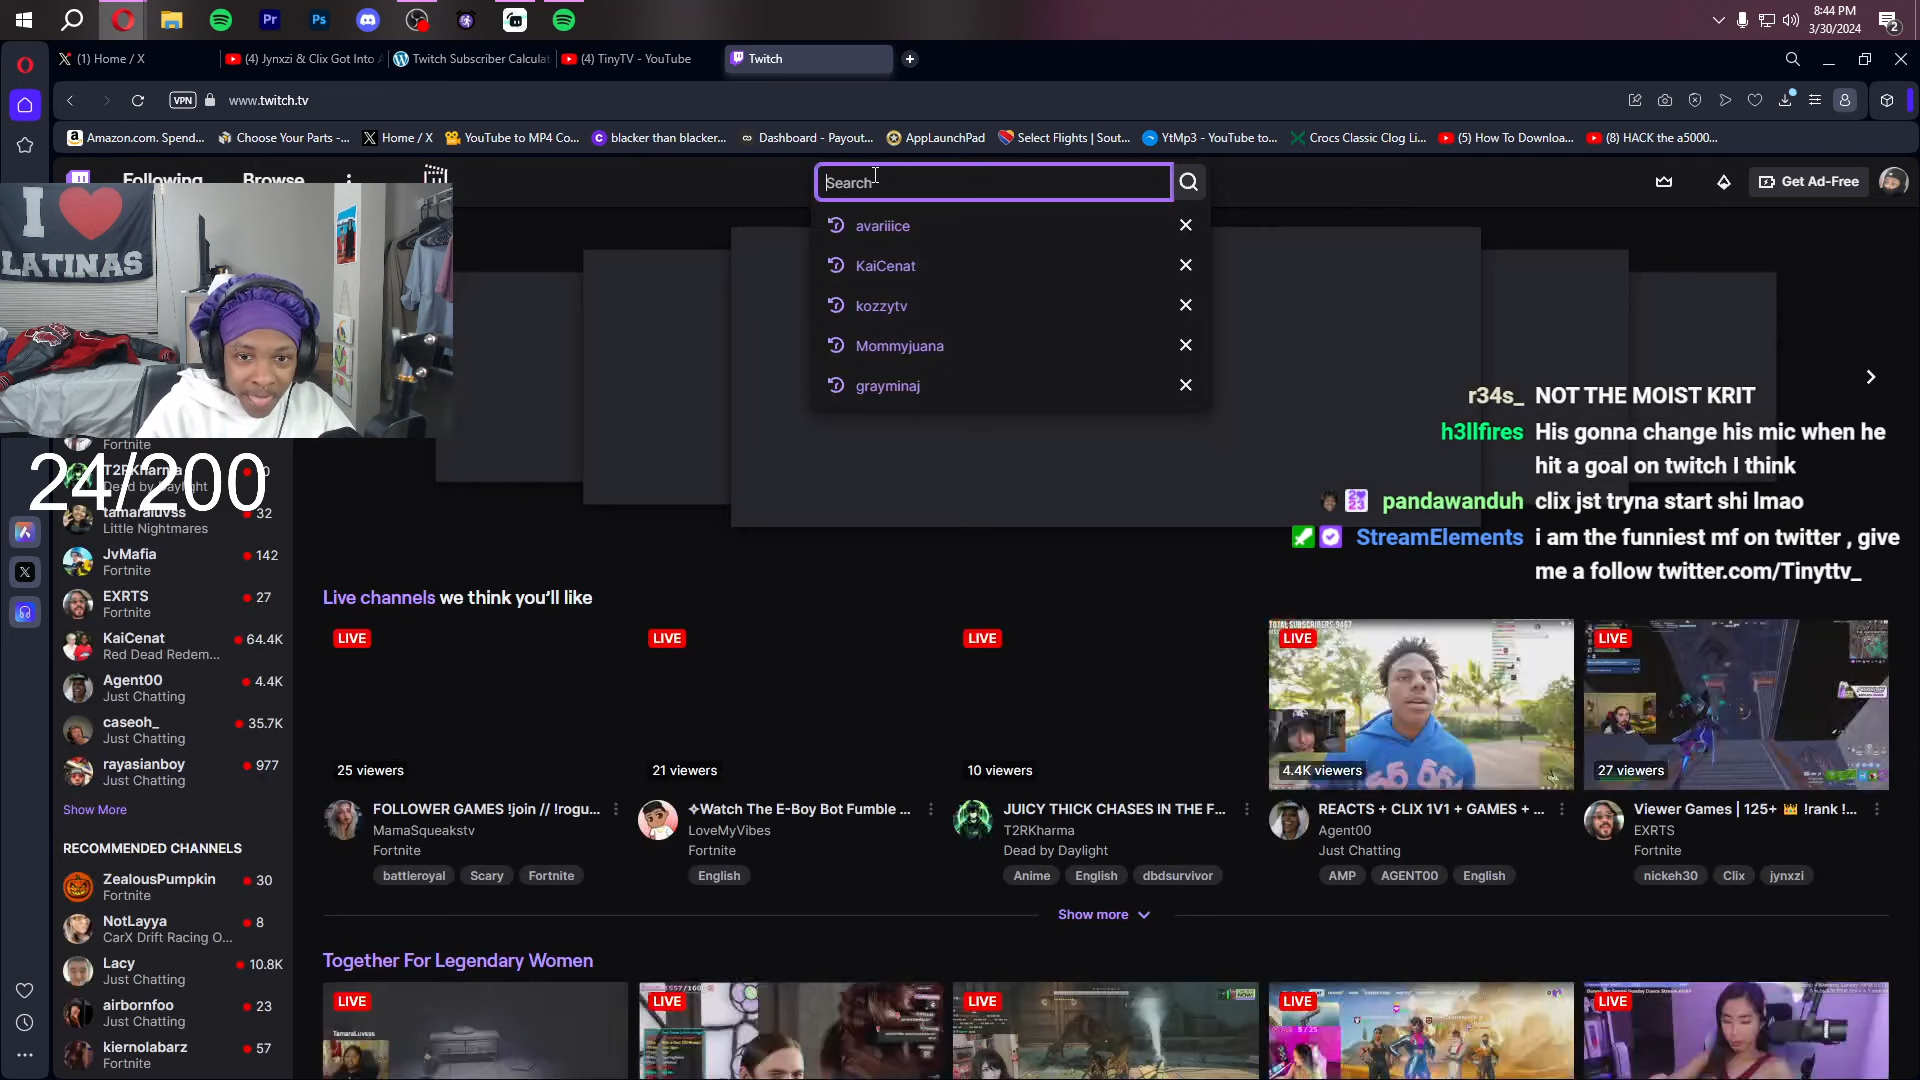 8:44 PM
3/30/2024
2
(1) Home / X
(4) Jynxzi & Clix Got Into
Twitch Subscriber Calculat
(4) TinyTV - YouTube
Twitch
VPN
www.twitch.tv
Amazon.com. Spend...
Choose Your Parts -...
Home / X
YouTube to MP4 Co...
blacker than blacker...
Dashboard - Payout...
AppLaunchPad
Select Flights | Sout...
YtMp3 - YouTube to...
Crocs Classic Clog Li...
(5) How To Downloa...
(8) HACK the a5000...
Following
Browse
Search
Get Ad-Free
avariiice
KaiCenat
kozzytv
Mommyjuana
grayminaj
I
LATINAS
r34s_ NOT THE MOIST KRIT
h3llfires His gonna change his mic when he
hit a goal on twitch I think
pandawanduh clix jst tryna start shi lmao
StreamElements i am the funniest mf on twitter , give
me a follow twitter.com/Tinyttv_
24/200
Fortnite
T2RKharma
Dead by Daylight
tamaraluvss 32
Little Nightmares
JvMafia 142
Fortnite
EXRTS 27
Fortnite
KaiCenat 64.4K
Red Dead Redem...
Agent00 4.4K
Just Chatting
caseoh_ 35.7K
Just Chatting
rayasianboy 977
Just Chatting
Show More
RECOMMENDED CHANNELS
ZealousPumpkin 30
Fortnite
NotLayya 8
CarX Drift Racing O...
Lacy 10.8K
Just Chatting
airbornfoo 23
Just Chatting
kiernolabarz 57
Fortnite
Live channels we think you'll like
LIVE
25 viewers
FOLLOWER GAMES !join // !rogu...
MamaSqueakstv
Fortnite
battleroyal Scary Fortnite
LIVE
21 viewers
✧Watch The E-Boy Bot Fumble ...
LoveMyVibes
Fortnite
English
LIVE
10 viewers
JUICY THICK CHASES IN THE F...
T2RKharma
Dead by Daylight
Anime English dbdsurvivor
TOTAL SUBSCRIBERS: 9467
LIVE
4.4K viewers
REACTS + CLIX 1V1 + GAMES + ...
Agent00
Just Chatting
AMP AGENT00 English
LIVE
27 viewers
Viewer Games | 125+ 👑 !rank !...
EXRTS
Fortnite
nickeh30 Clix jynxzi
Show more
Together For Legendary Women
LIVE
LIVE
LIVE
LIVE
LIVE